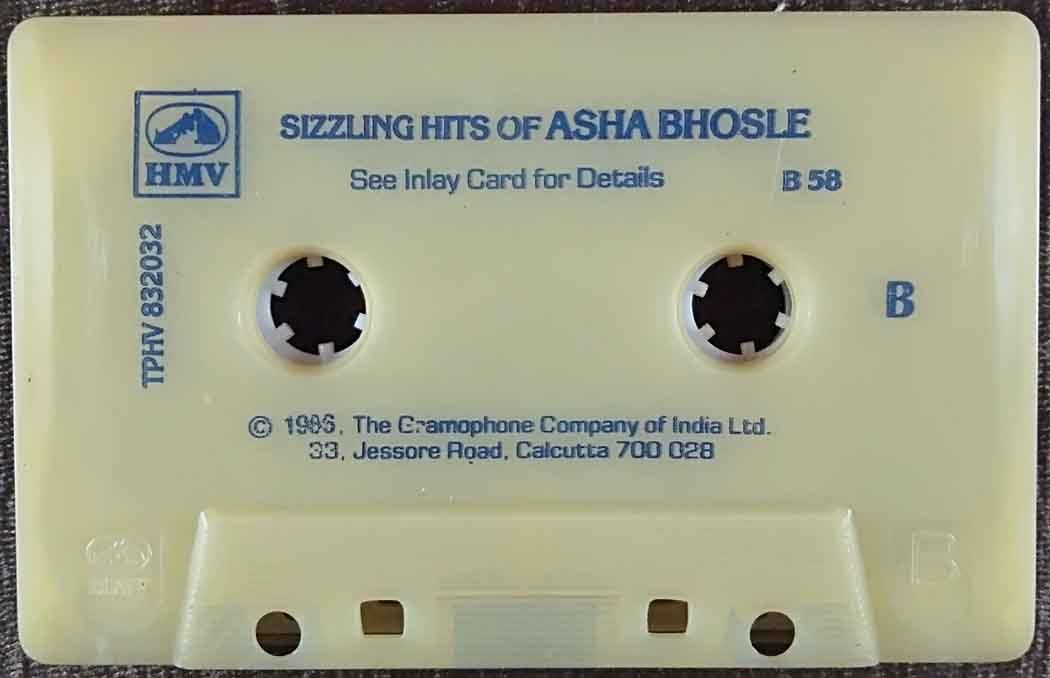 HMV
SIZZLING HITS OF ASHA BHOSLE
See Inlay Card for Details
B 58
TPHV 832032
B
© 1986, The Gramophone Company of India Ltd.
33, Jessore Road, Calcutta 700 028
HMV
B